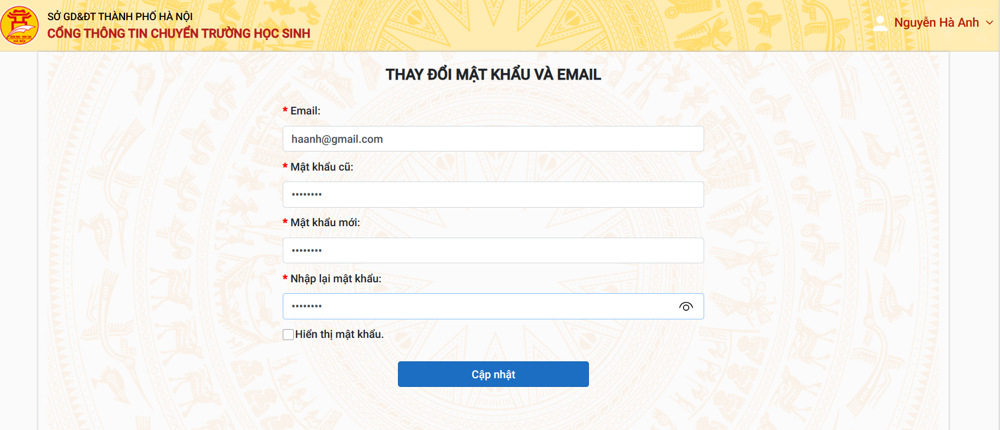 SỞ GD&ĐT THÀNH PHỐ HÀ NỘI
CỔNG THÔNG TIN CHUYỂN TRƯỜNG HỌC SINH
Nguyễn Hà Anh
HÀ NỘI
THAY ĐỔI MẬT KHẨU VÀ EMAIL
* Email:
haanh@gmail.com
* Mật khẩu cũ:
••••••••
* Mật khẩu mới:
••••••••
* Nhập lại mật khẩu:
••••••••
Hiển thị mật khẩu.
Cập nhật